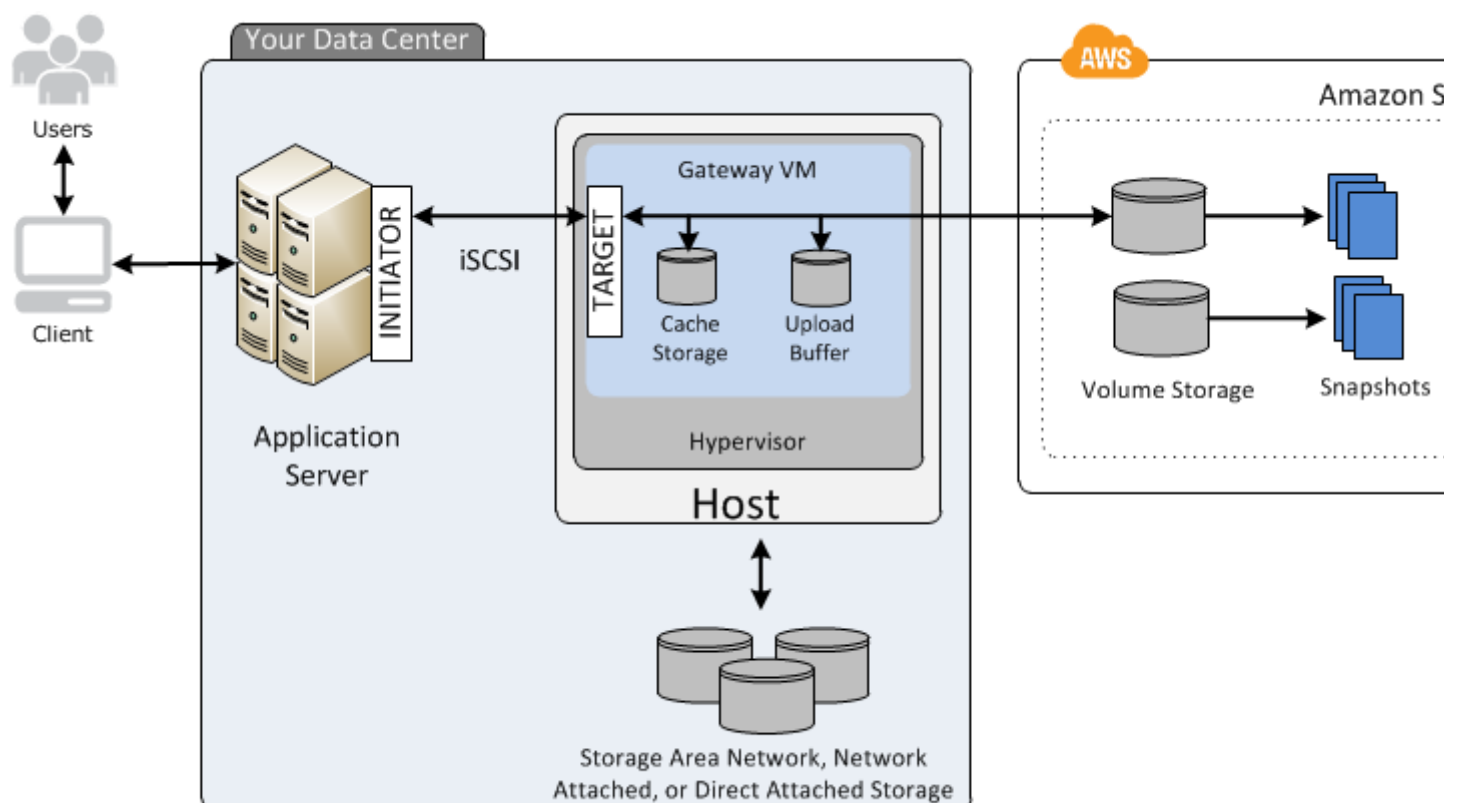 Your Data Center
AWS
Amazon S
Users
Gateway VM
INITIATOR
TARGET
iSCSI
Client
Cache
Storage
Upload
Buffer
Volume Storage
Snapshots
Application
Server
Hypervisor
Host
Storage Area Network, Network
Attached, or Direct Attached Storage